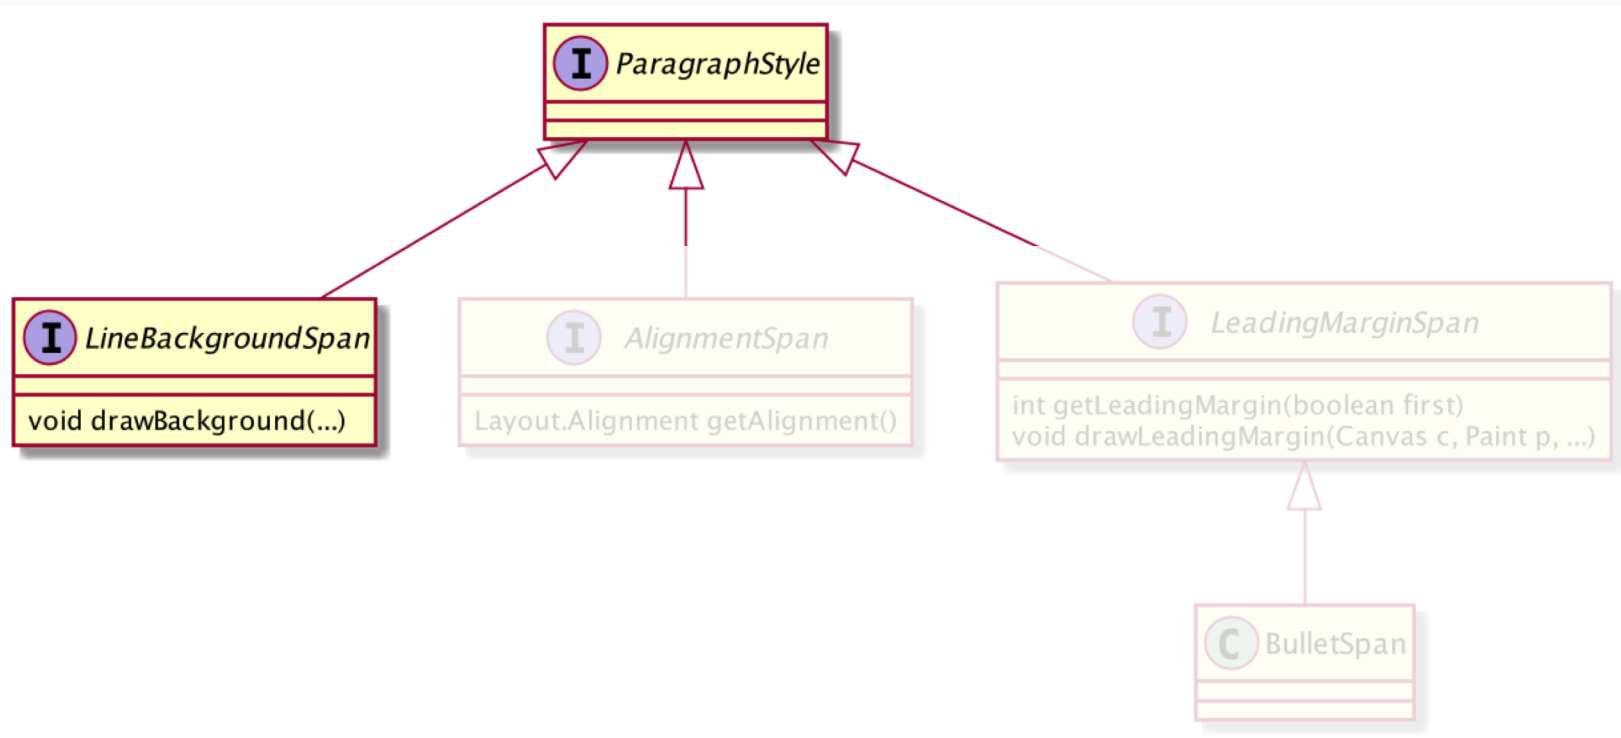 I ParagraphStyle
I LineBackgroundSpan
void drawBackground(...)
I AlignmentSpan
Layout.Alignment getAlignment()
I LeadingMarginSpan
int getLeadingMargin(boolean first)
void drawLeadingMargin(Canvas c, Paint p, ...)
C BulletSpan